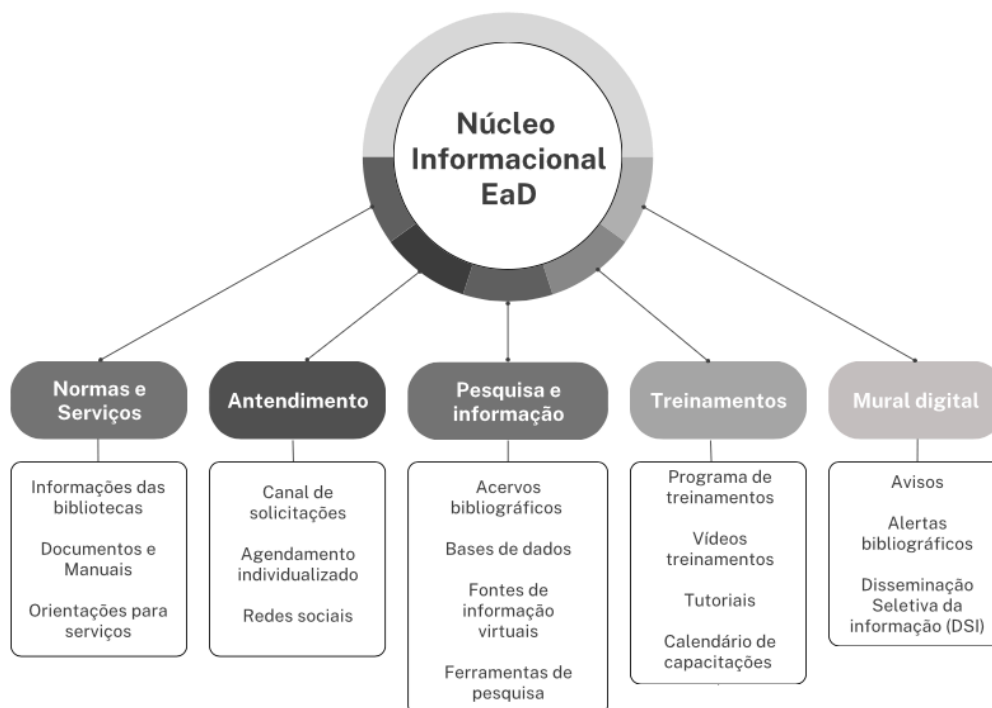 Núcleo
Informacional
EaD
Normas e
Serviços
Informações das
bibliotecas
Documentos e
Manuais
Orientações para
serviços
Antendimento
Canal de
solicitações
Agendamento
individualizado
Redes sociais
Pesquisa e
informação
Acervos
bibliográficos
Bases de dados
Fontes de
informação
virtuais
Ferramentas de
pesquisa
Treinamentos
Programa de
treinamentos
Vídeos
treinamentos
Tutoriais
Calendário de
capacitações
Mural digital
Avisos
Alertas
bibliográficos
Disseminação
Seletiva da
informação (DSI)